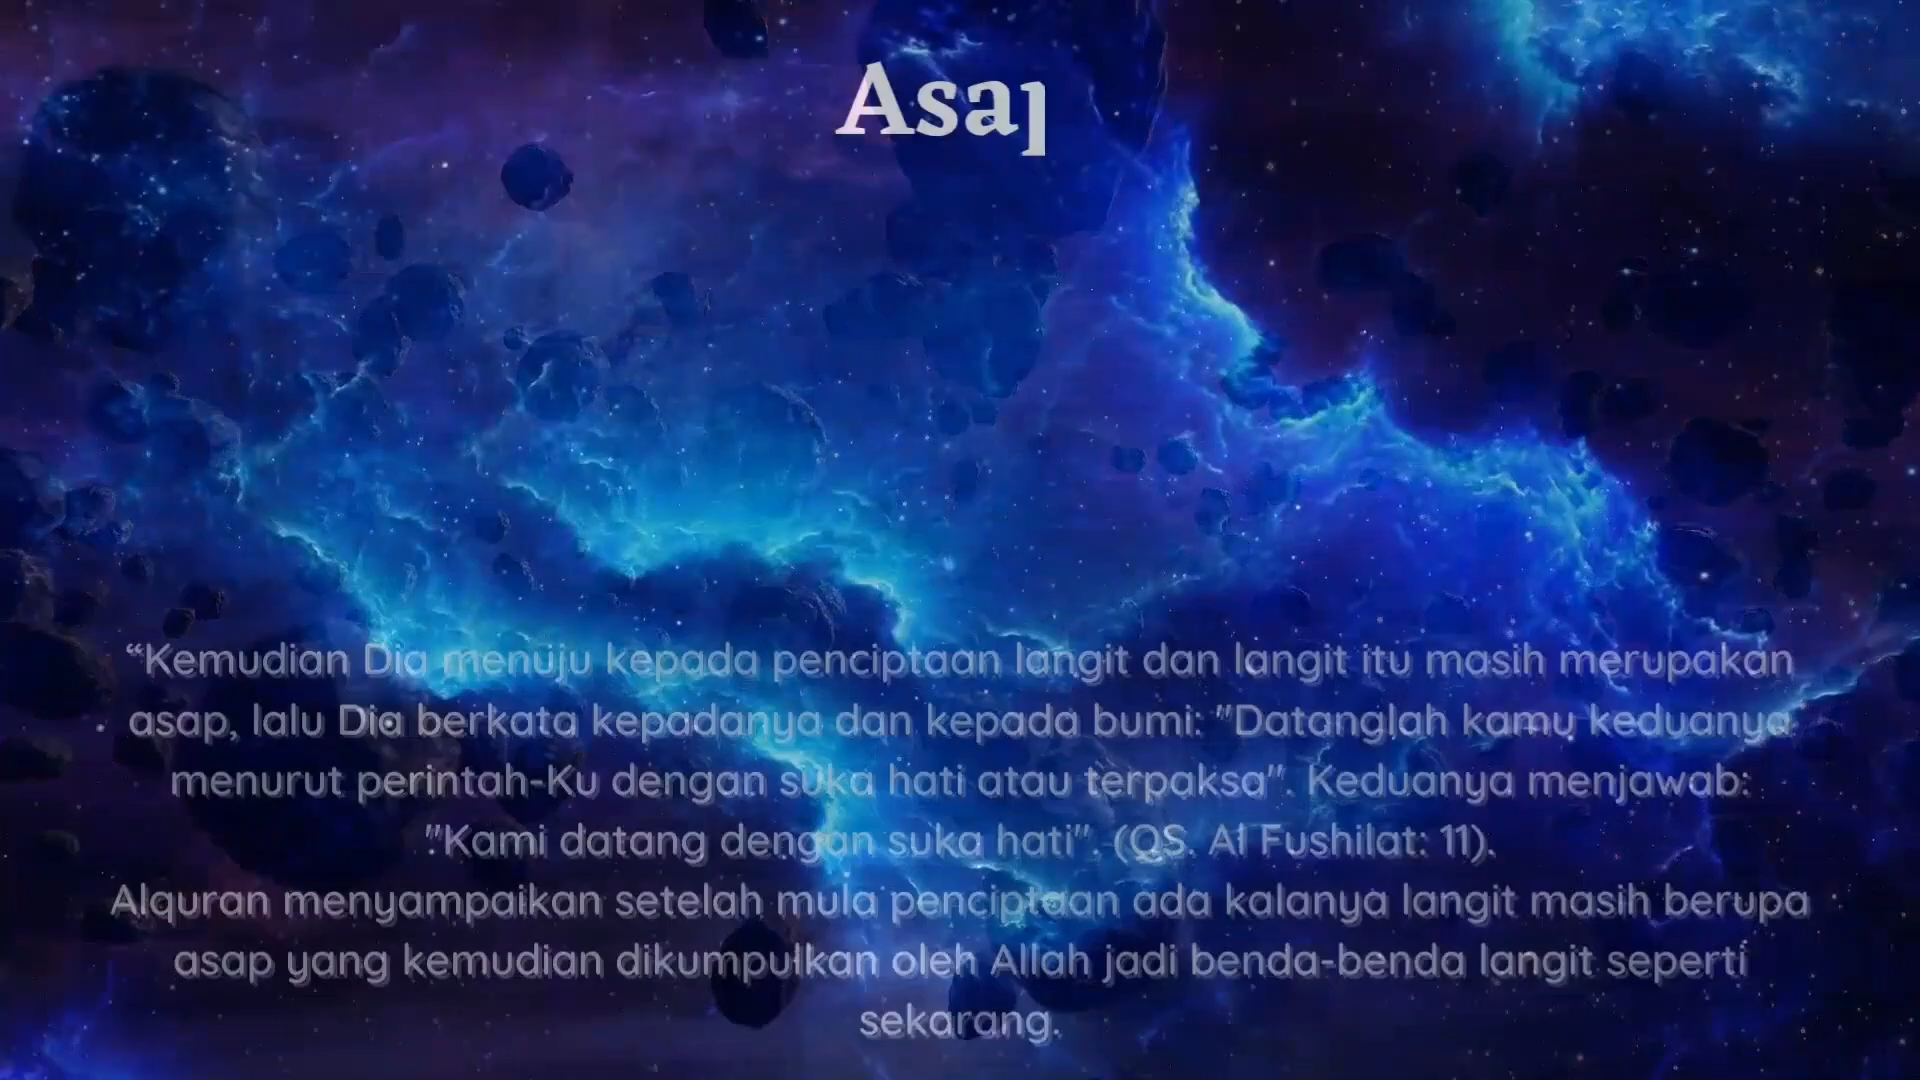 Asap
“Kemudian Dia menuju kepada penciptaan langit dan langit itu masih merupakan
asap, lalu Dia berkata kepadanya dan kepada bumi: "Datanglah kamu keduanya
menurut perintah-Ku dengan suka hati atau terpaksa". Keduanya menjawab:
"Kami datang dengan suka hati". (QS. Al Fushilat: 11).
Alquran menyampaikan setelah mula penciptaan ada kalanya langit masih berupa
asap yang kemudian dikumpulkan oleh Allah jadi benda-benda langit seperti
sekarang.